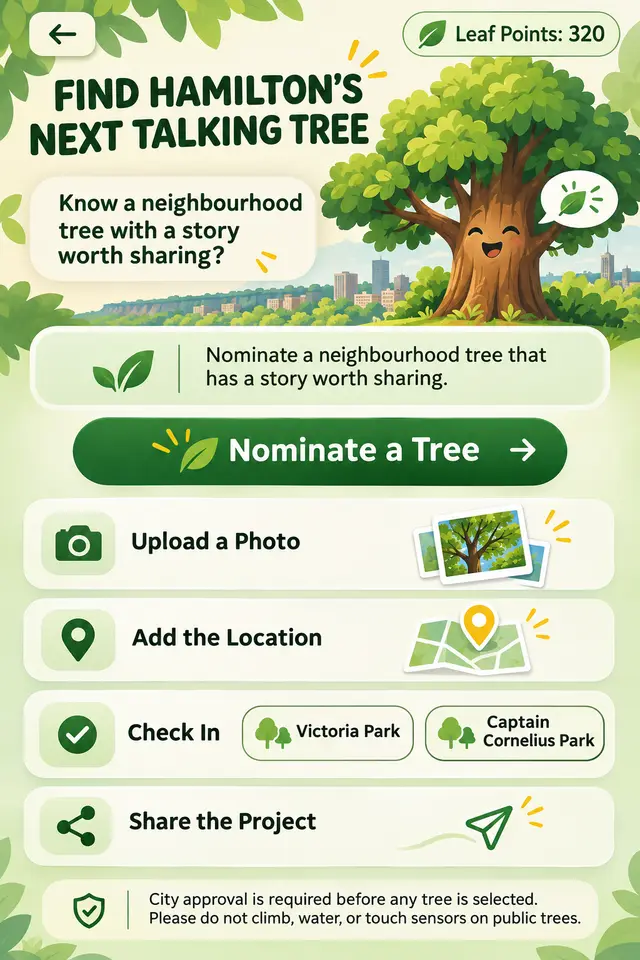 Leaf Points: 320
FIND HAMILTON'S
NEXT TALKING TREE
Know a neighbourhood
tree with a story
worth sharing?
Nominate a neighbourhood tree that
has a story worth sharing.
Nominate a Tree
Upload a Photo
Add the Location
Check In
Victoria Park
Captain
Cornelius Park
Share the Project
City approval is required before any tree is selected.
Please do not climb, water, or touch sensors on public trees.